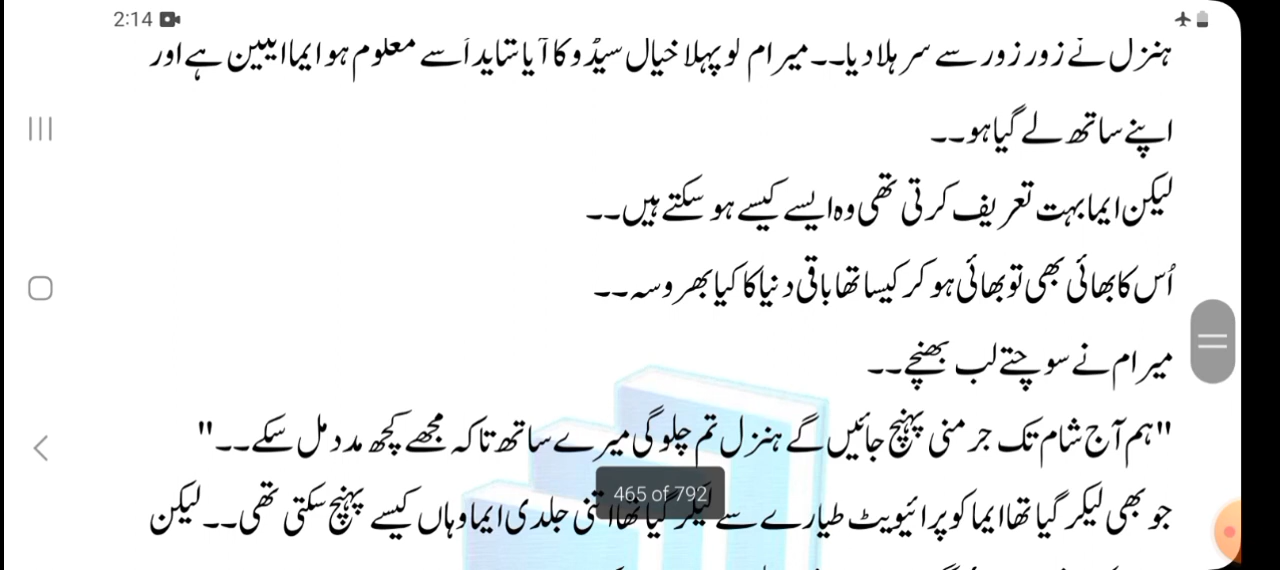 2:14
ہنزل نے زور زور سے سر ہلا دیا۔۔ میرام کو پہلا خیال سیڈو کا آیا شاید اُسے معلوم ہو ایما ایبین ہے اور
اپنے ساتھ لے گیا ہو۔۔
لیکن ایما بہت تعریف کرتی تھی وہ ایسے کیسے ہو سکتے ہیں۔۔
اُس کا بھائی بھی تو بھائی ہو کر کیسا تھا باقی دنیا کا کیا بھروسہ۔۔
میرام نے سوچتے لب بھنچے۔۔
"ہم آج شام تک جرمنی پہنچ جائیں گے ہنزل تم چلو گی میرے ساتھ تاکہ مجھے کچھ مدد مل سکے۔۔"
465 of 792
جو بھی لیکر گیا تھا ایما کو پرائیویٹ طیارے سے لیکر گیا تھا اتنی جلدی ایما وہاں کیسے پہنچ سکتی تھی۔۔ لیکن